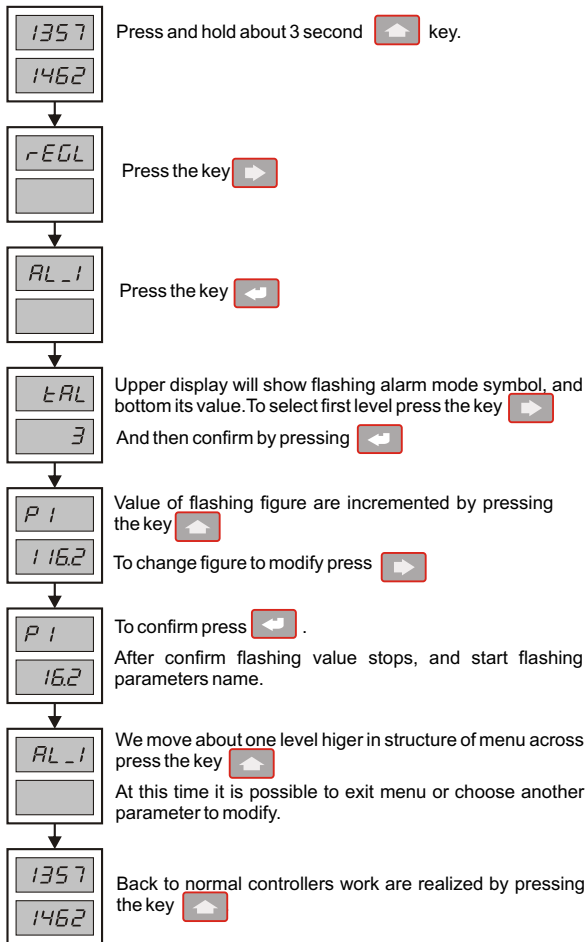 1357
1462
Press and hold about 3 second key.
rEGL
Press the key
AL_1
Press the key
tAL
3
Upper display will show flashing alarm mode symbol, and
bottom its value.To select first level press the key
And then confirm by pressing
P1
116.2
Value of flashing figure are incremented by pressing
the key
To change figure to modify press
P1
16.2
To confirm press .
After confirm flashing value stops, and start flashing
parameters name.
AL_1
We move about one level higer in structure of menu across
press the key
At this time it is possible to exit menu or choose another
parameter to modify.
1357
1462
Back to normal controllers work are realized by pressing
the key